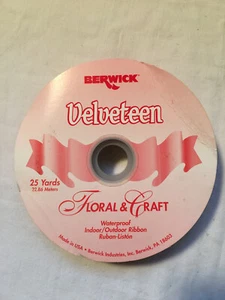 BERWICK
Velveteen
25 Yards
22.86 Meters
FLORAL & CRAFT
Waterproof
Indoor/Outdoor Ribbon
Ruban-Listón
Made in USA • Berwick Industries, Inc. Berwick, PA 18603